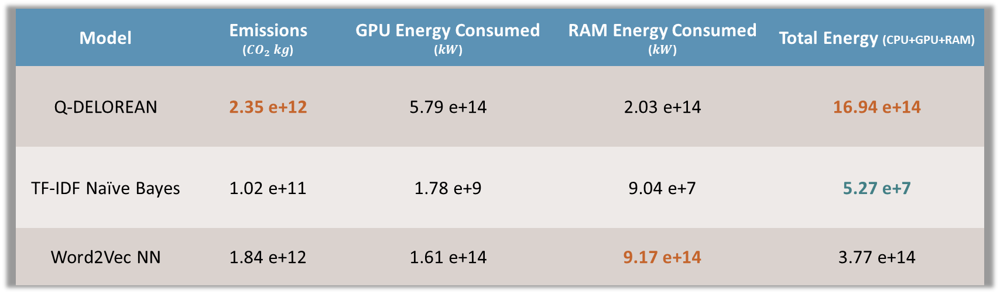 Model Emissions GPU Energy Consumed RAM Energy Consumed Total Energy (CPU+GPU+RAM)
(CO₂ kg) (kW) (kW)
Q-DELOREAN 2.35 e+12 5.79 e+14 2.03 e+14 16.94 e+14
TF-IDF Naïve Bayes 1.02 e+11 1.78 e+9 9.04 e+7 5.27 e+7
Word2Vec NN 1.84 e+12 1.61 e+14 9.17 e+14 3.77 e+14